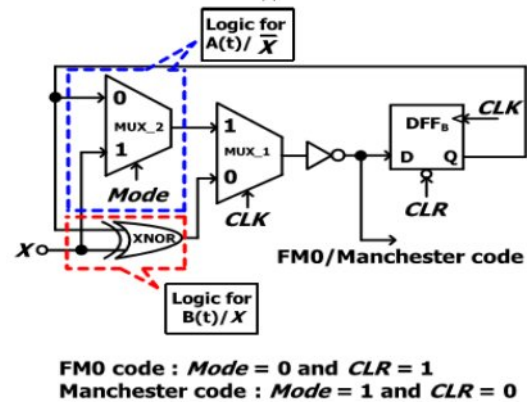 Logic for
A(t)/ X̅
0
MUX_2
1
Mode
1
MUX_1
0
CLK
DFFB
CLK
D Q
CLR
X
XNOR
FM0/Manchester code
Logic for
B(t)/X
FM0 code : Mode = 0 and CLR = 1
Manchester code : Mode = 1 and CLR = 0